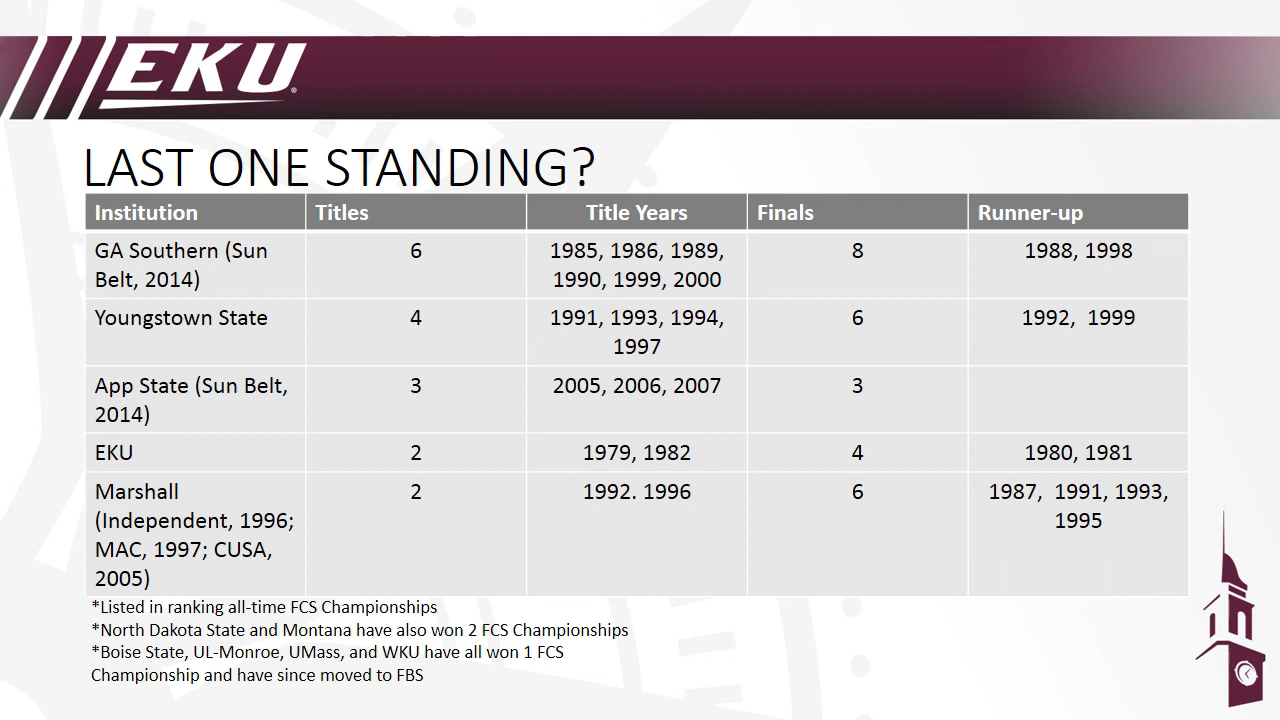 EKU
LAST ONE STANDING?
Institution Titles Title Years Finals Runner-up
GA Southern (Sun 6 1985, 1986, 1989, 8 1988, 1998
Belt, 2014) 1990, 1999, 2000
Youngstown State 4 1991, 1993, 1994, 6 1992, 1999
1997
App State (Sun Belt, 3 2005, 2006, 2007 3
2014)
EKU 2 1979, 1982 4 1980, 1981
Marshall 2 1992. 1996 6 1987, 1991, 1993,
(Independent, 1996; 1995
MAC, 1997; CUSA,
2005)
*Listed in ranking all-time FCS Championships
*North Dakota State and Montana have also won 2 FCS Championships
*Boise State, UL-Monroe, UMass, and WKU have all won 1 FCS
Championship and have since moved to FBS